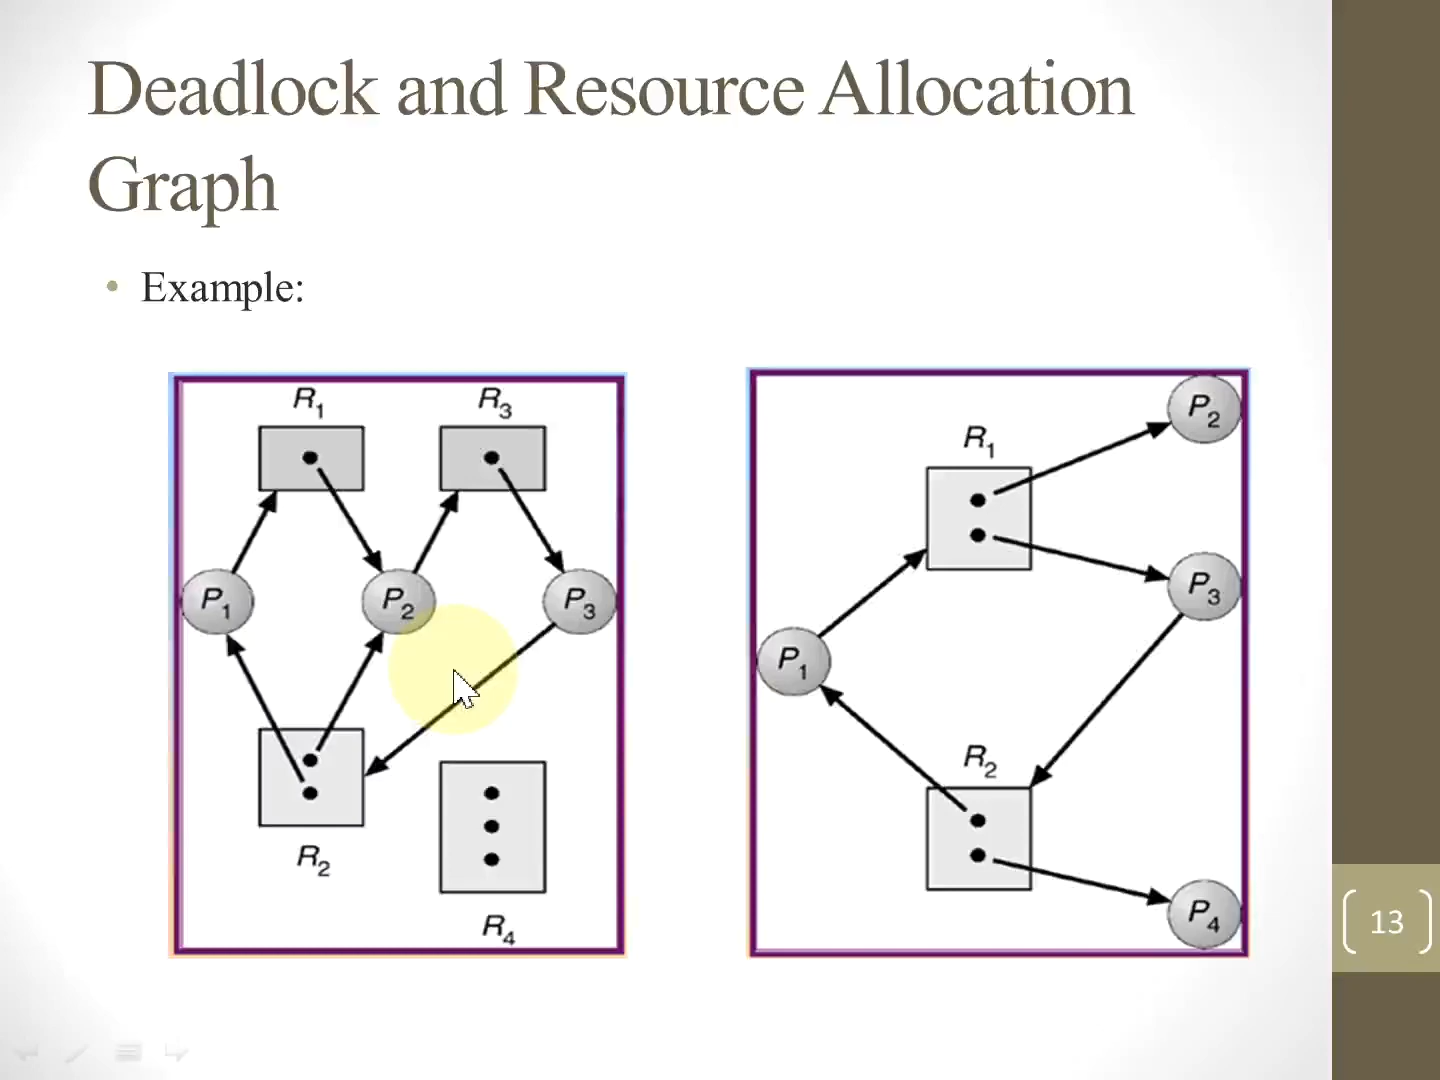 Deadlock and Resource Allocation
Graph
• Example:
R1
R3
P1
P2
P3
R2
R4
P2
R1
P3
P1
R2
P4
13